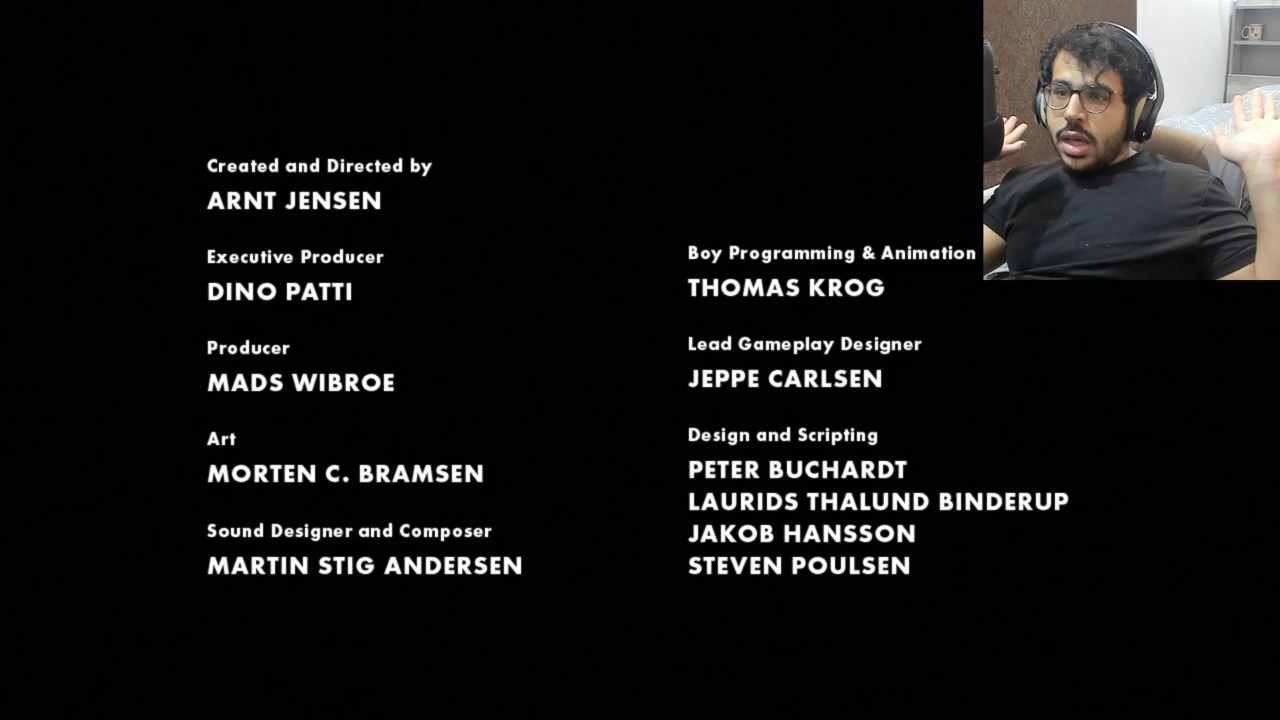 Created and Directed by
ARNT JENSEN
Executive Producer
DINO PATTI
Producer
MADS WIBROE
Art
MORTEN C. BRAMSEN
Sound Designer and Composer
MARTIN STIG ANDERSEN
Boy Programming & Animation
THOMAS KROG
Lead Gameplay Designer
JEPPE CARLSEN
Design and Scripting
PETER BUCHARDT
LAURIDS THALUND BINDERUP
JAKOB HANSSON
STEVEN POULSEN